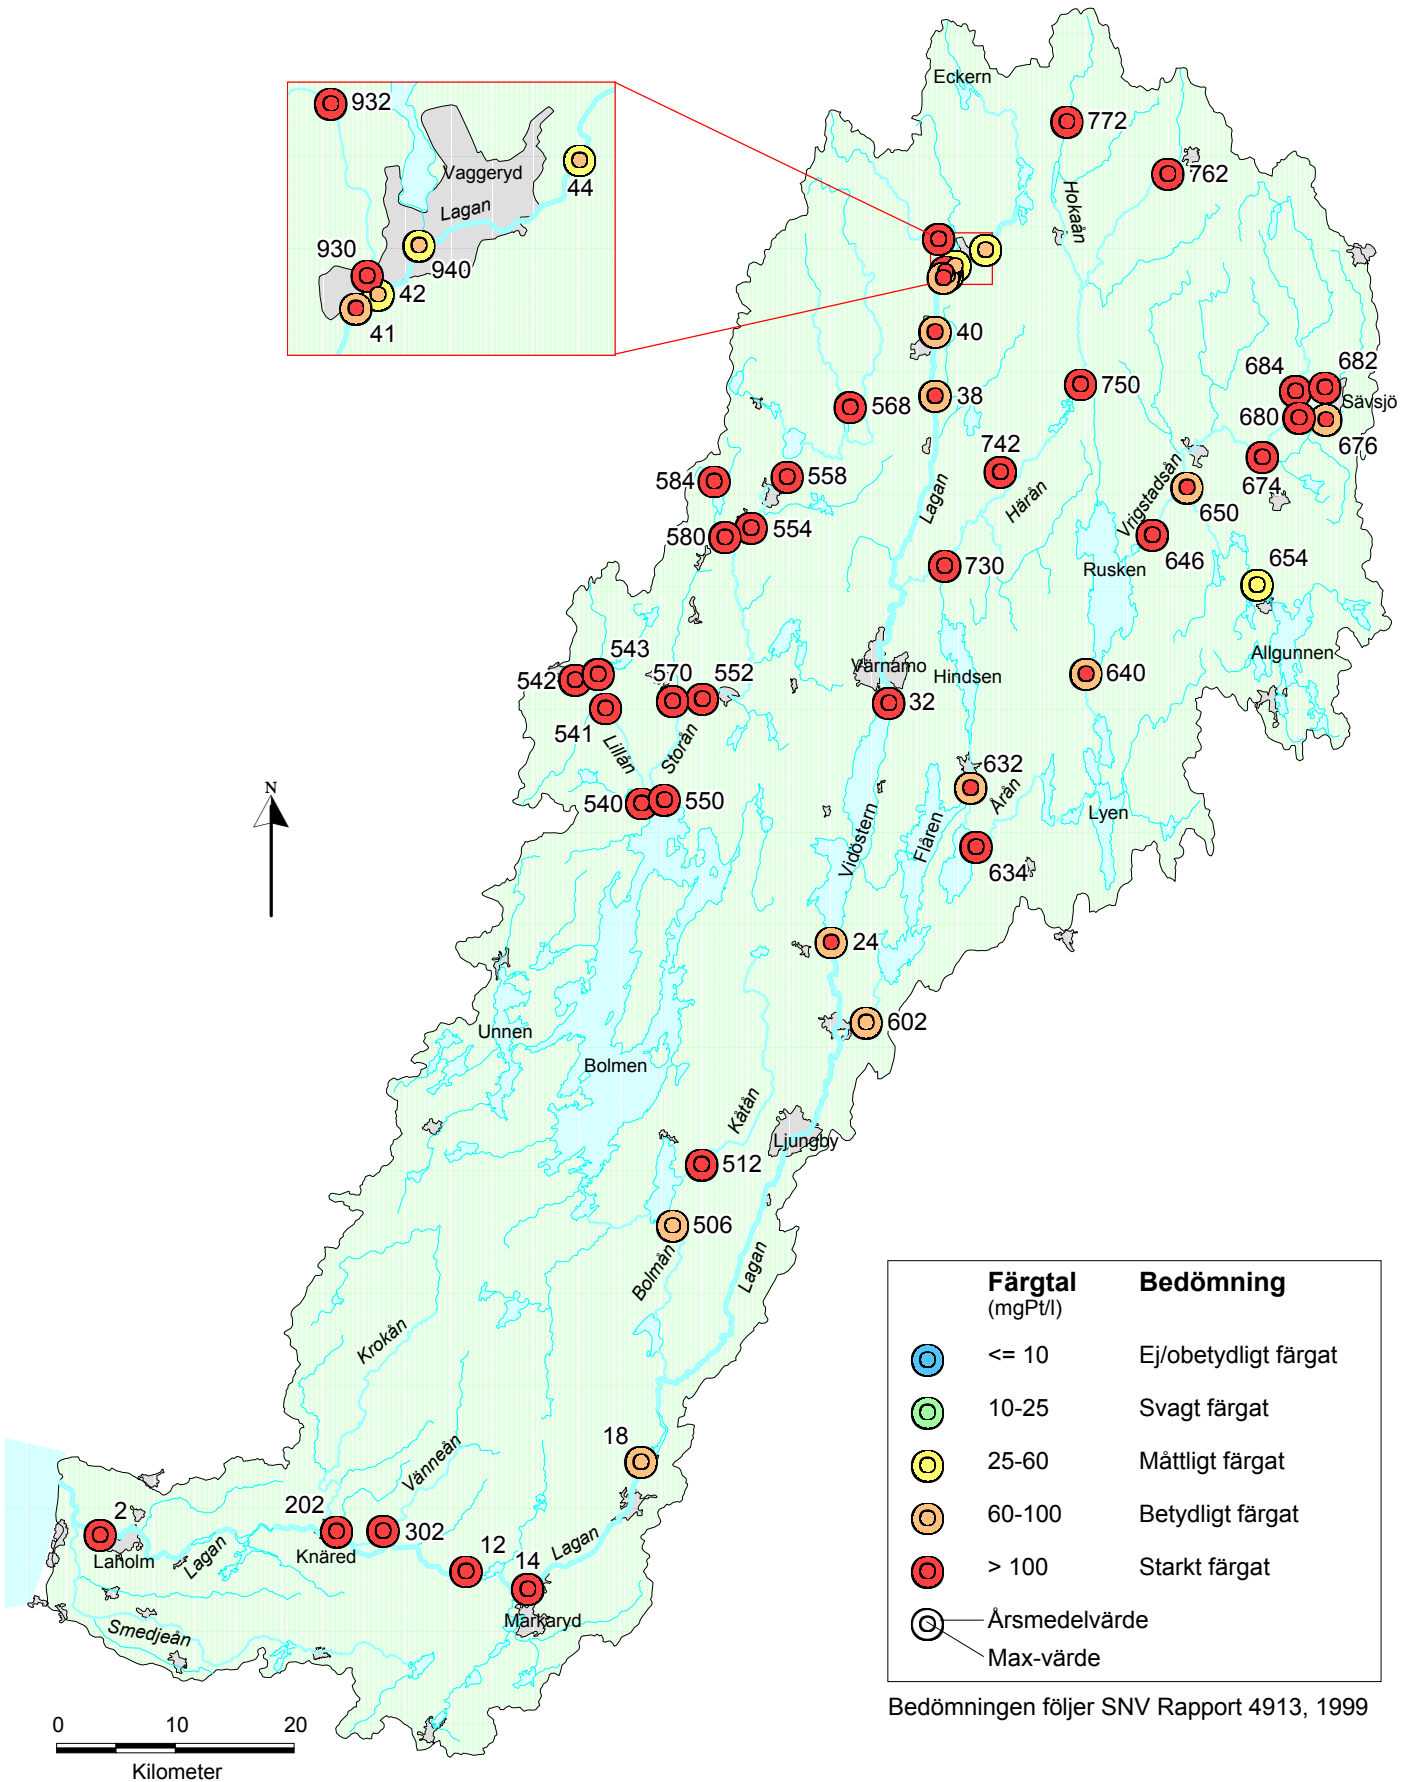 Eckern
932
772
762
Vaggeryd
44
Lagan
Hokaån
930
940
42
41
40
38
750
684
682
Sävsjö
680
676
568
674
742
558
584
Lagan
Härån
Vrigstadsån
650
554
580
646
730
Rusken
654
543
Värnamo
Allgunnen
542
570
552
Hindsen
640
32
541
Lillån
Storån
632
N
Årån
540
550
Lyen
Vidöstern
Flåren
634
24
602
Unnen
Bolmen
Kåtån
Ljungby
512
506
Bolmån
Lagan
Krokån
Färgtal
Bedömning
(mgPt/l)
<= 10
Ej/obetydligt färgat
10-25
Svagt färgat
25-60
Måttligt färgat
60-100
Betydligt färgat
> 100
Starkt färgat
Årsmedelvärde
Max-värde
Bedömningen följer SNV Rapport 4913, 1999
18
Vänneån
2
202
302
Laholm
Lagan
Knäred
12
14
Lagan
Markaryd
Smedjeån
0
10
20
Kilometer